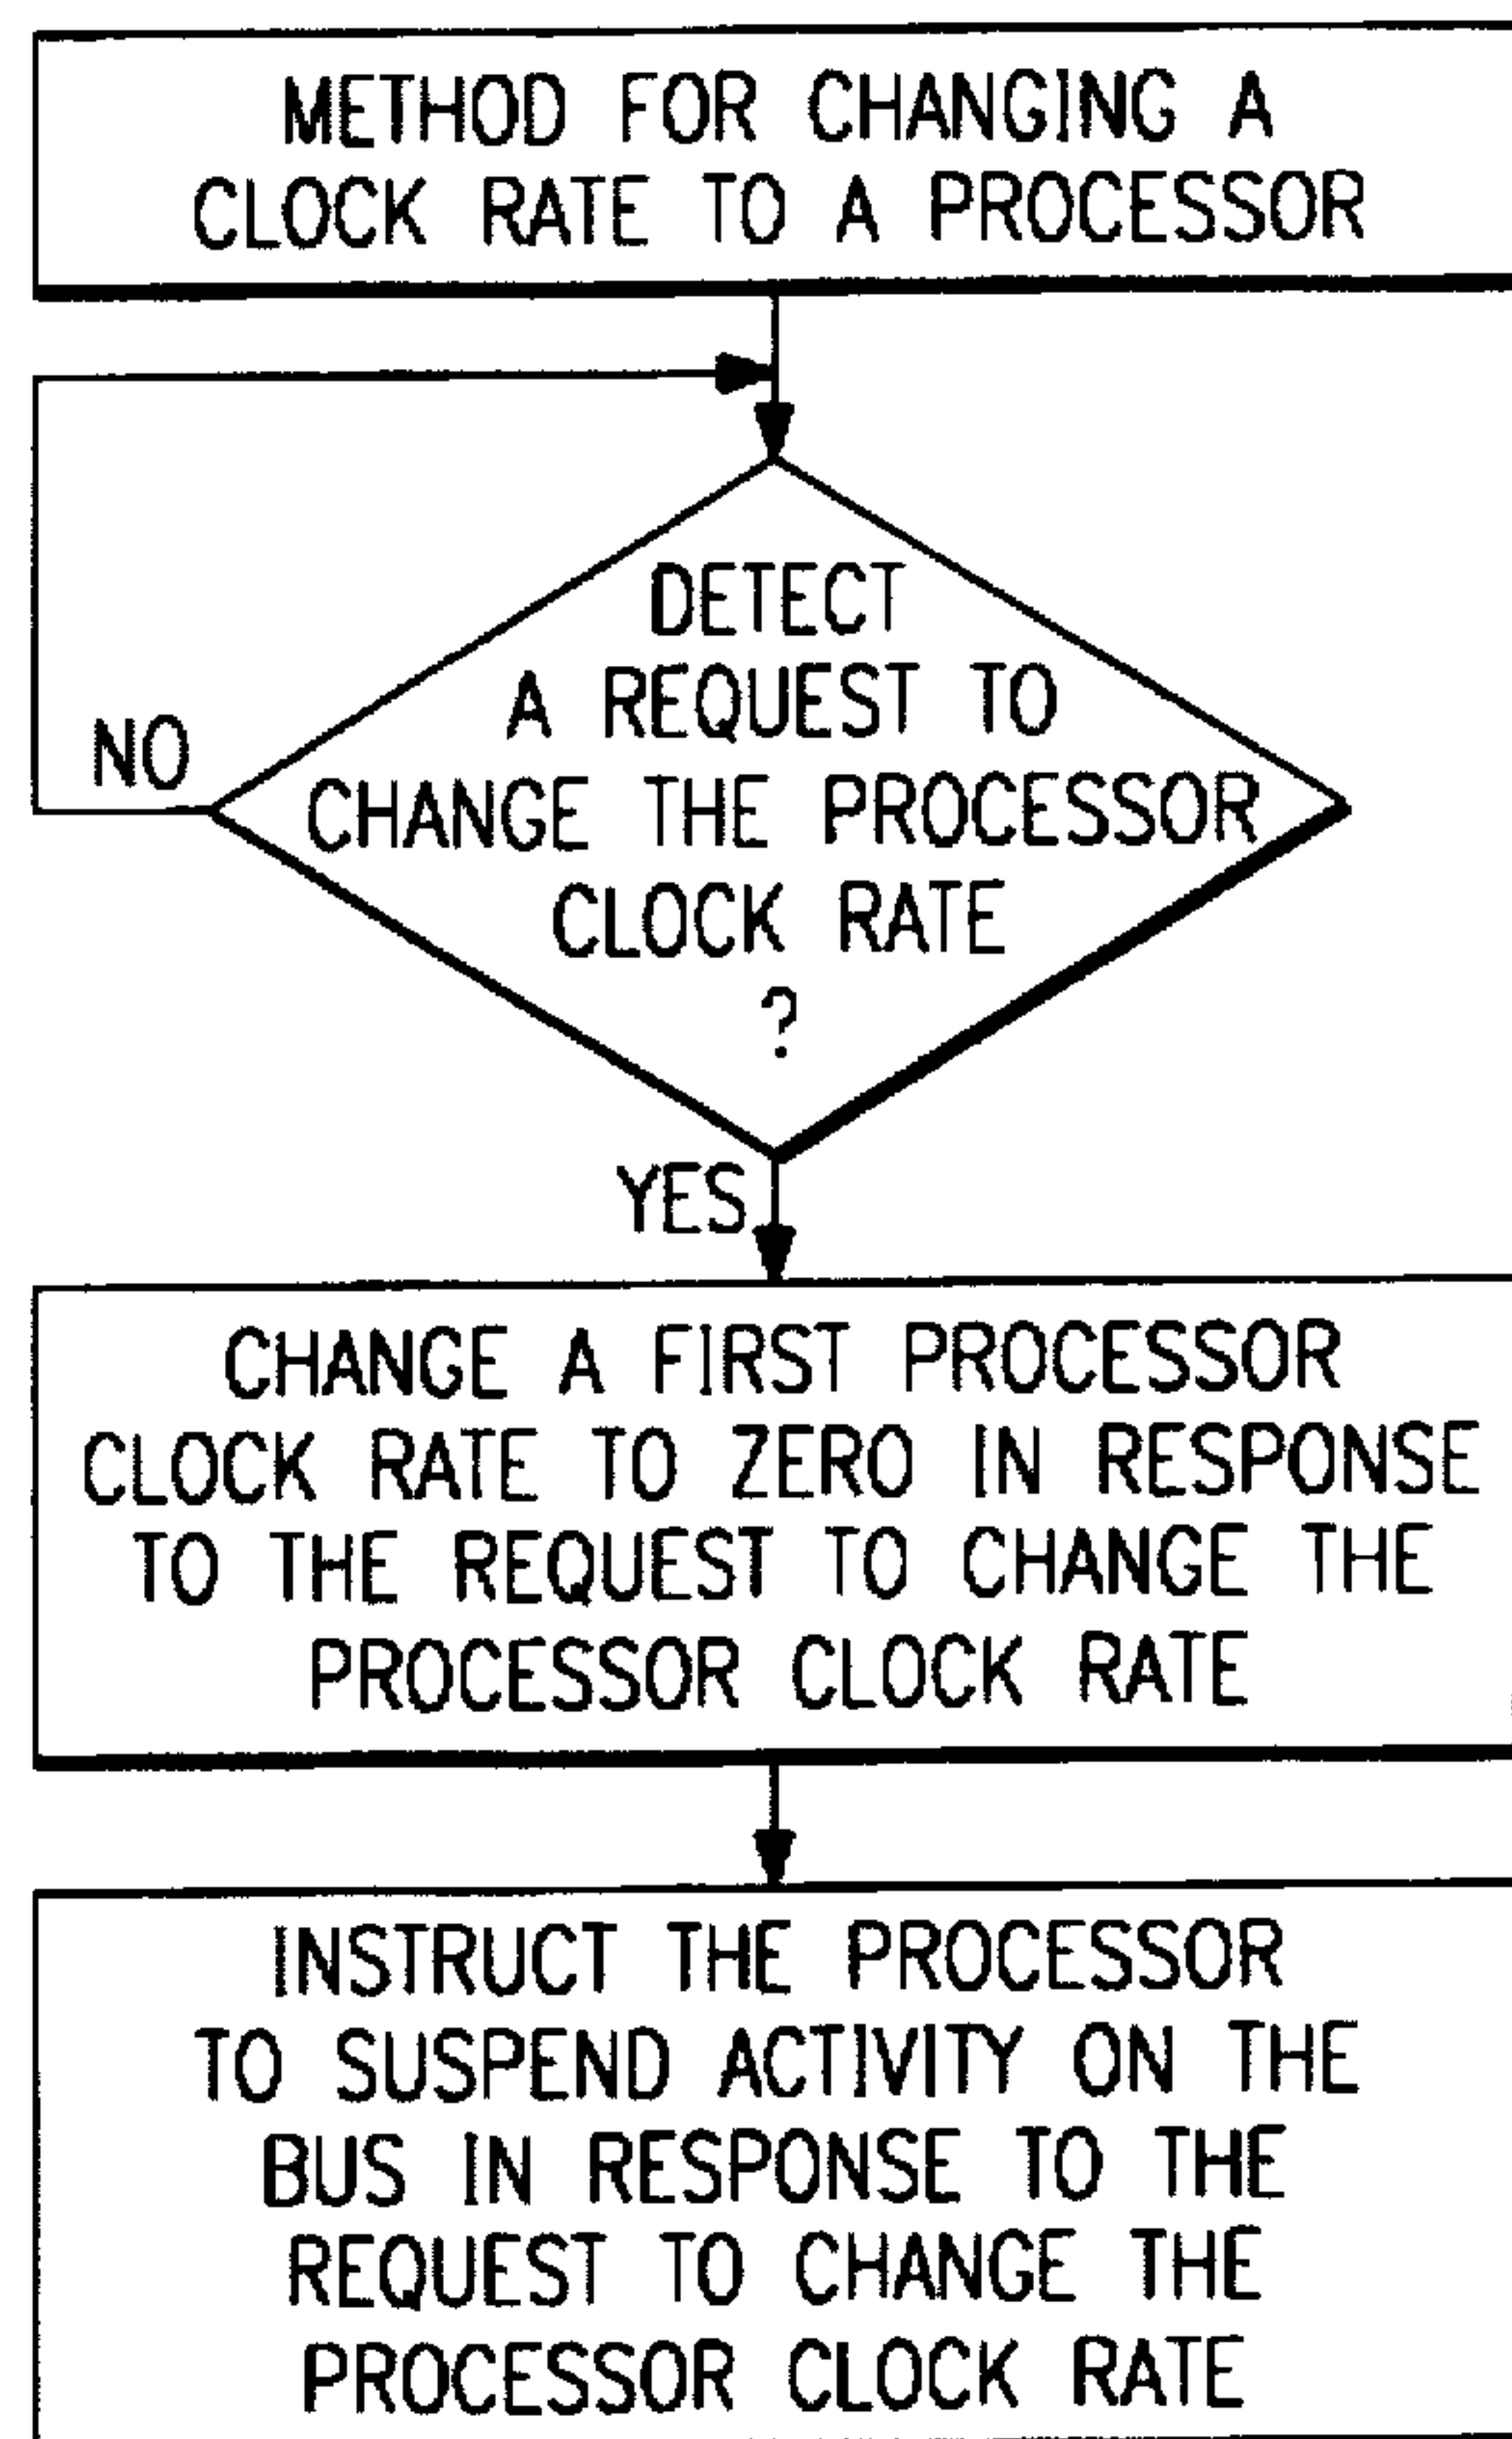 METHOD FOR CHANGING A
CLOCK RATE TO A PROCESSOR
DETECT
A REQUEST TO
CHANGE THE PROCESSOR
CLOCK RATE
?
NO
YES
CHANGE A FIRST PROCESSOR
CLOCK RATE TO ZERO IN RESPONSE
TO THE REQUEST TO CHANGE THE
PROCESSOR CLOCK RATE
INSTRUCT THE PROCESSOR
TO SUSPEND ACTIVITY ON THE
BUS IN RESPONSE TO THE
REQUEST TO CHANGE THE
PROCESSOR CLOCK RATE